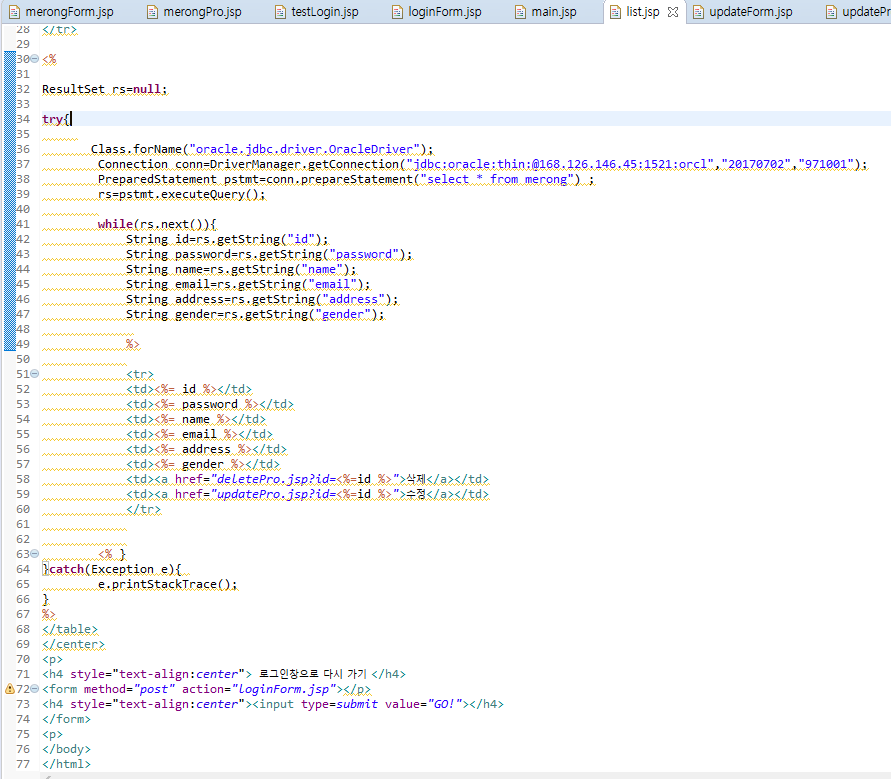 merongForm.jsp merongPro.jsp testLogin.jsp loginForm.jsp main.jsp list.jsp updateForm.jsp updatePr
28 </tr>
29
30 <%
31
32 ResultSet rs=null;
33
34 try{
35
36 Class.forName("oracle.jdbc.driver.OracleDriver");
37 Connection conn=DriverManager.getConnection("jdbc:oracle:thin:@168.126.146.45:1521:orcl","20170702","971001");
38 PreparedStatement pstmt=conn.prepareStatement("select * from merong") ;
39 rs=pstmt.executeQuery();
40
41 while(rs.next()){
42 String id=rs.getString("id");
43 String password=rs.getString("password");
44 String name=rs.getString("name");
45 String email=rs.getString("email");
46 String address=rs.getString("address");
47 String gender=rs.getString("gender");
48
49 %>
50
51 <tr>
52 <td><%= id %></td>
53 <td><%= password %></td>
54 <td><%= name %></td>
55 <td><%= email %></td>
56 <td><%= address %></td>
57 <td><%= gender %></td>
58 <td><a href="deletePro.jsp?id=<%=id %>">삭제</a></td>
59 <td><a href="updatePro.jsp?id=<%=id %>">수정</a></td>
60 </tr>
61
62
63 <% }
64 }catch(Exception e){
65 e.printStackTrace();
66 }
67 %>
68 </table>
69 </center>
70 <p>
71 <h4 style="text-align:center"> 로그인창으로 다시 가기 </h4>
72 <form method="post" action="loginForm.jsp"></p>
73 <h4 style="text-align:center"><input type=submit value="GO!"></h4>
74 </form>
75 <p>
76 </body>
77 </html>